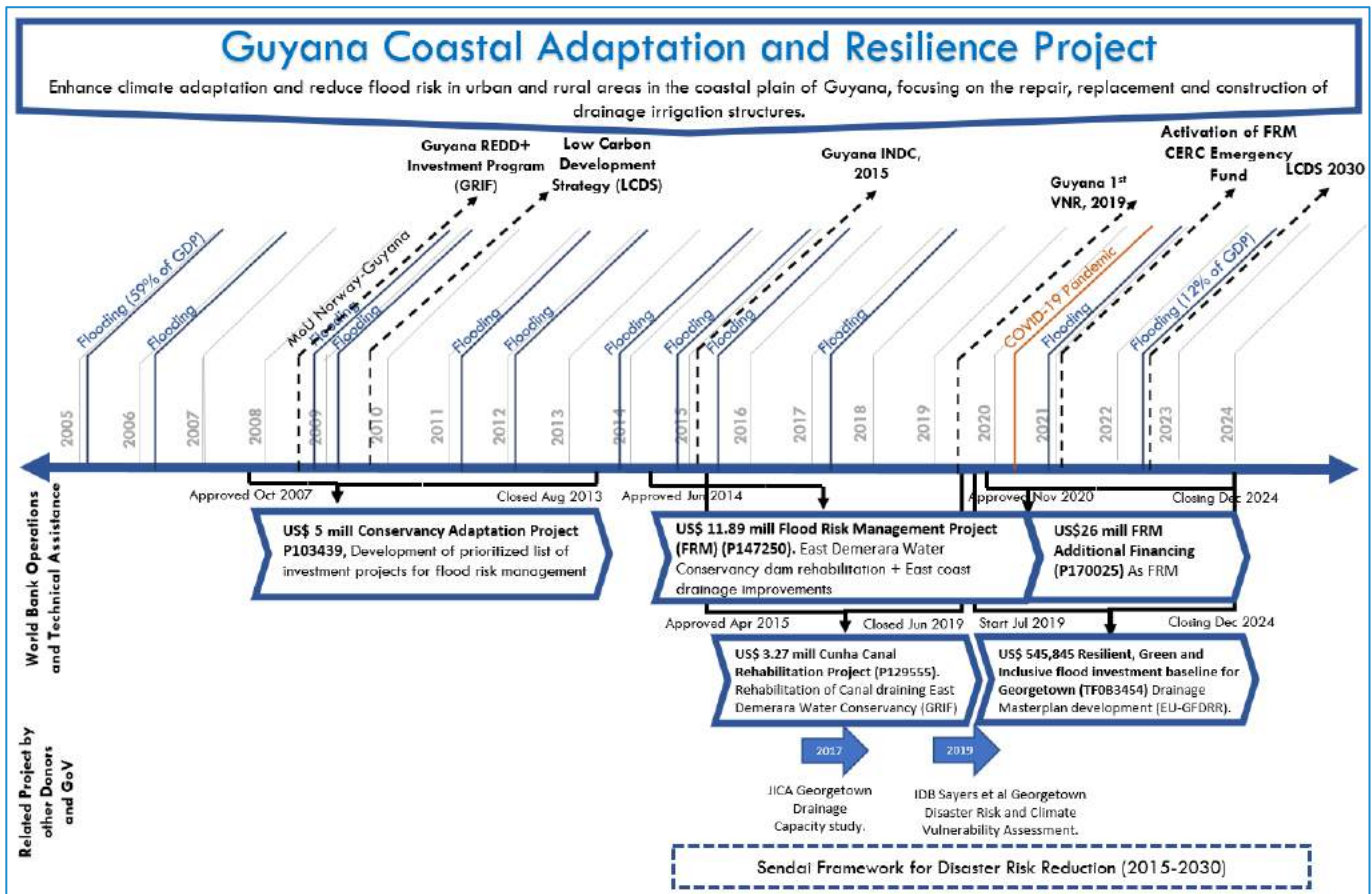 Guyana Coastal Adaptation and Resilience Project
Enhance climate adaptation and reduce flood risk in urban and rural areas in the coastal plain of Guyana, focusing on the repair, replacement and construction of
drainage irrigation structures.
Guyana REDD+
Investment Program
(GRIF)
Low Carbon
Development
Strategy (LCDS)
Guyana INDC,
2015
Guyana 1st
VNR, 2019
Activation of FRM
CERC Emergency
Fund
LCDS 2030
Flooding (59% of GDP)
Flooding
MoU Norway-Guyana
Flooding
Flooding
Flooding
Flooding
Flooding
Flooding
Flooding
Flooding
COVID-19 Pandemic
Flooding
Flooding (12% of GDP)
2005
2006
2007
2008
2009
2010
2011
2012
2013
2014
2015
2016
2017
2018
2019
2020
2021
2022
2023
2024
World Bank Operations
and Technical Assistance
Approved Oct 2007
Closed Aug 2013
Approved Jun 2014
Approved Nov 2020
Closing Dec 2024
US$ 5 mill Conservancy Adaptation Project
P103439, Development of prioritized list of
investment projects for flood risk management
US$ 11.89 mill Flood Risk Management Project
(FRM) (P147250). East Demerara Water
Conservancy dam rehabilitation + East coast
drainage improvements
US$26 mill FRM
Additional Financing
(P170025) As FRM
Approved Apr 2015
Closed Jun 2019
Start Jul 2019
Closing Dec 2024
US$ 3.27 mill Cunha Canal
Rehabilitation Project (P129555).
Rehabilitation of Canal draining East
Demerara Water Conservancy (GRIF)
US$ 545,845 Resilient, Green and
Inclusive flood investment baseline for
Georgetown (TF0B3454) Drainage
Masterplan development (EU-GFDRR).
Related Project by
other Donors
and GoV
2017
2019
JICA Georgetown
Drainage
Capacity study.
IDB Sayers et al Georgetown
Disaster Risk and Climate
Vulnerability Assessment.
Sendai Framework for Disaster Risk Reduction (2015-2030)